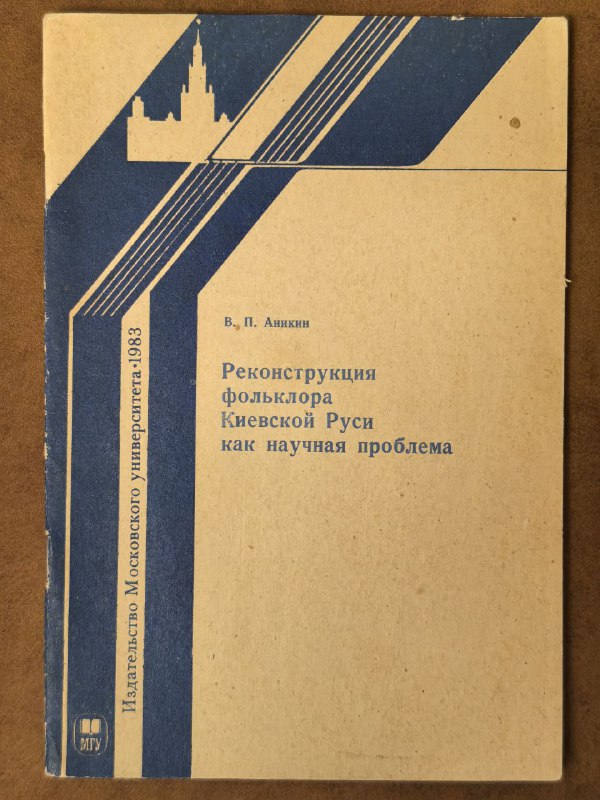 В. П. Аникин
Реконструкция
фольклора
Киевской Руси
как научная проблема
Издательство Московского университета·1983
МГУ